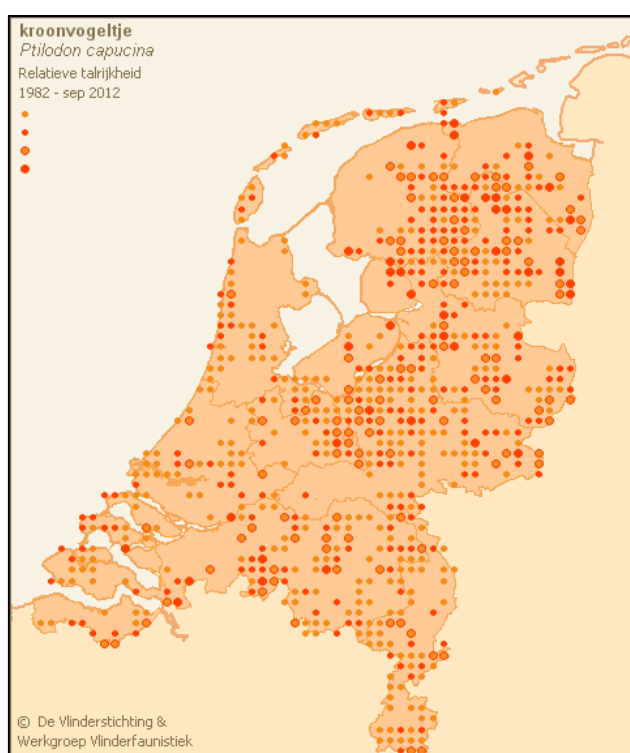 kroonvogeltje
Ptilodon capucina
Relatieve talrijkheid
1982 - sep 2012
© De Vlinderstichting &
Werkgroep Vlinderfaunistiek